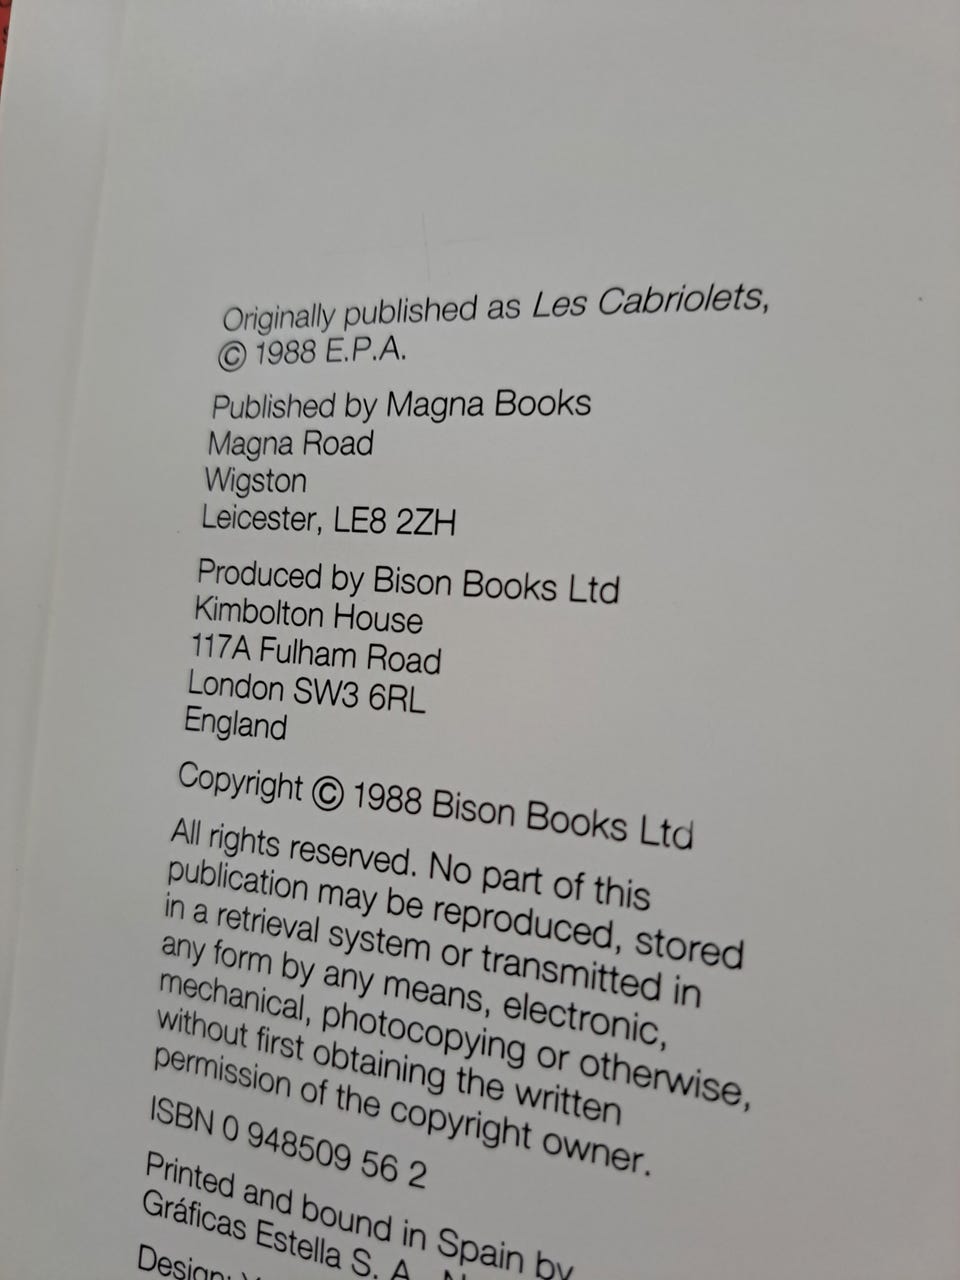 Originally published as Les Cabriolets,
© 1988 E.P.A.
Published by Magna Books
Magna Road
Wigston
Leicester, LE8 2ZH
Produced by Bison Books Ltd
Kimbolton House
117A Fulham Road
London SW3 6RL
England
Copyright © 1988 Bison Books Ltd
All rights reserved. No part of this
publication may be reproduced, stored
in a retrieval system or transmitted in
any form by any means, electronic,
mechanical, photocopying or otherwise,
without first obtaining the written
permission of the copyright owner.
ISBN 0 948509 56 2
Printed and bound in Spain by
Gráficas Estella S. A.
Design: